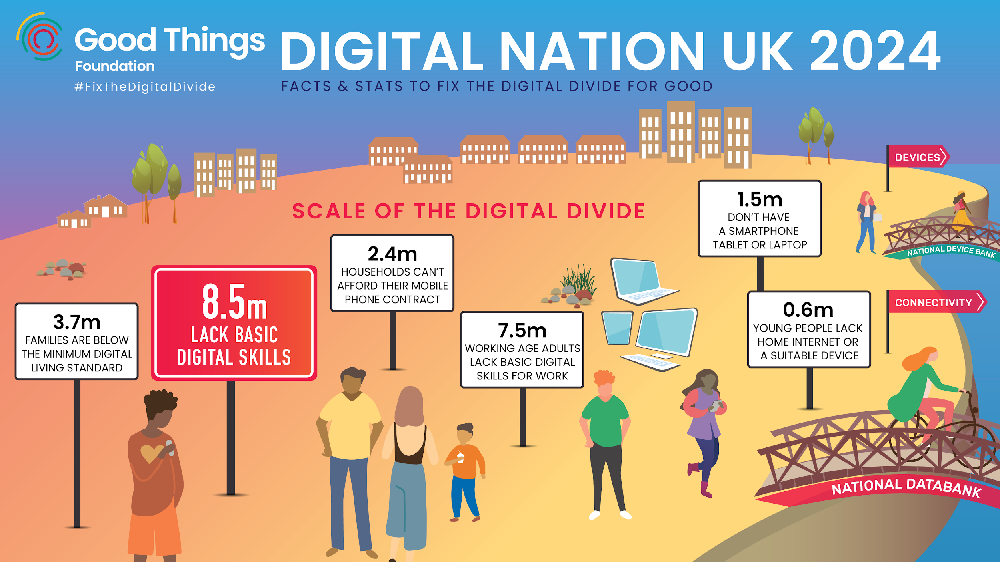 Good Things
Foundation
#FixTheDigitalDivide
DIGITAL NATION UK 2024
FACTS & STATS TO FIX THE DIGITAL DIVIDE FOR GOOD
SCALE OF THE DIGITAL DIVIDE
3.7m
FAMILIES ARE BELOW
THE MINIMUM DIGITAL
LIVING STANDARD
8.5m
LACK BASIC
DIGITAL SKILLS
2.4m
HOUSEHOLDS CAN'T
AFFORD THEIR MOBILE
PHONE CONTRACT
7.5m
WORKING AGE ADULTS
LACK BASIC DIGITAL
SKILLS FOR WORK
1.5m
DON'T HAVE
A SMARTPHONE
TABLET OR LAPTOP
0.6m
YOUNG PEOPLE LACK
HOME INTERNET OR
A SUITABLE DEVICE
DEVICES
NATIONAL DEVICE BANK
CONNECTIVITY
NATIONAL DATABANK